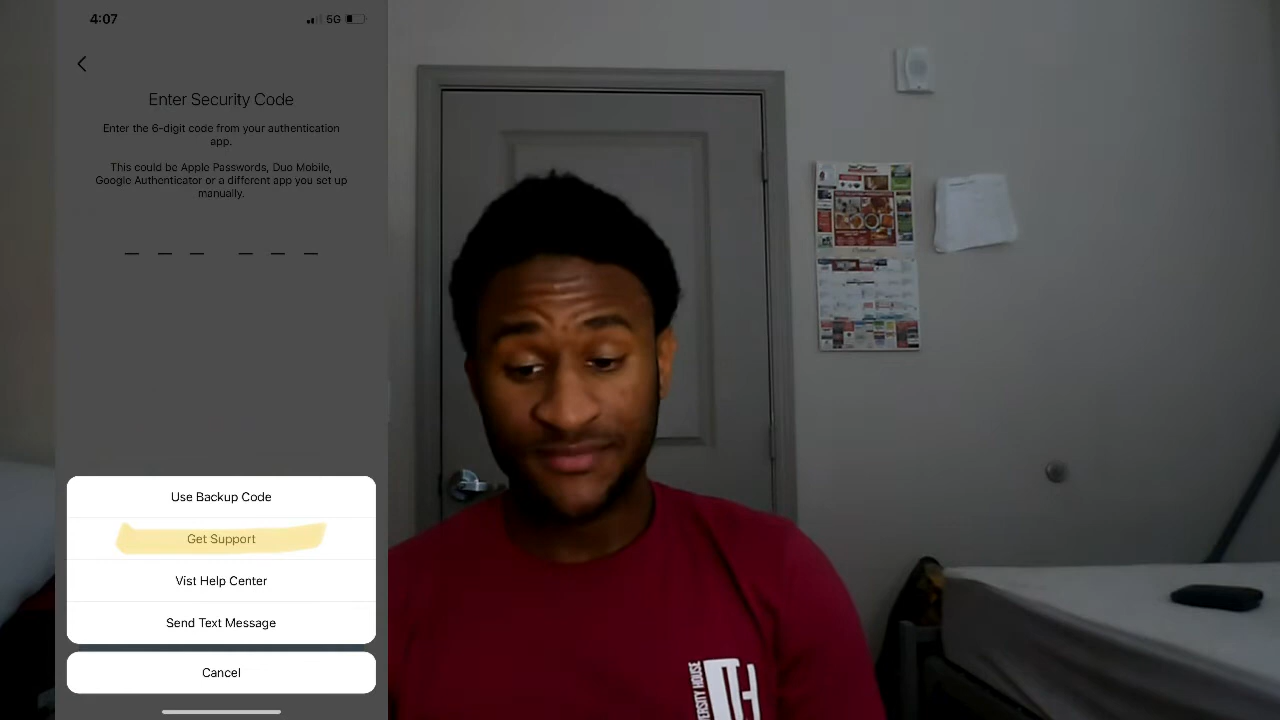 4:07
5G
Enter Security Code
Enter the 6-digit code from your authentication
app.
This could be Apple Passwords, Duo Mobile,
Google Authenticator or a different app you set up
manually.
Use Backup Code
Get Support
Vist Help Center
Send Text Message
Cancel
ERSITY HOUSE